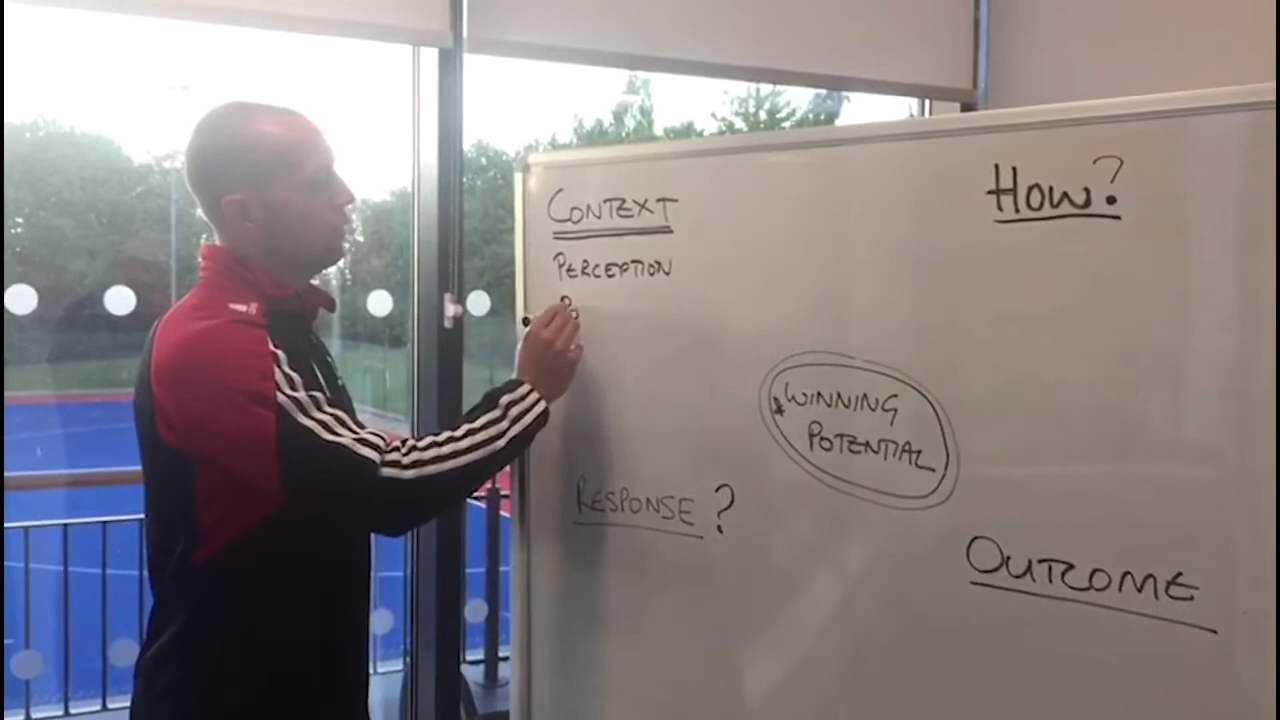 CONTEXT
PERCEPTION
How?
WINNING
POTENTIAL
RESPONSE?
OUTCOME